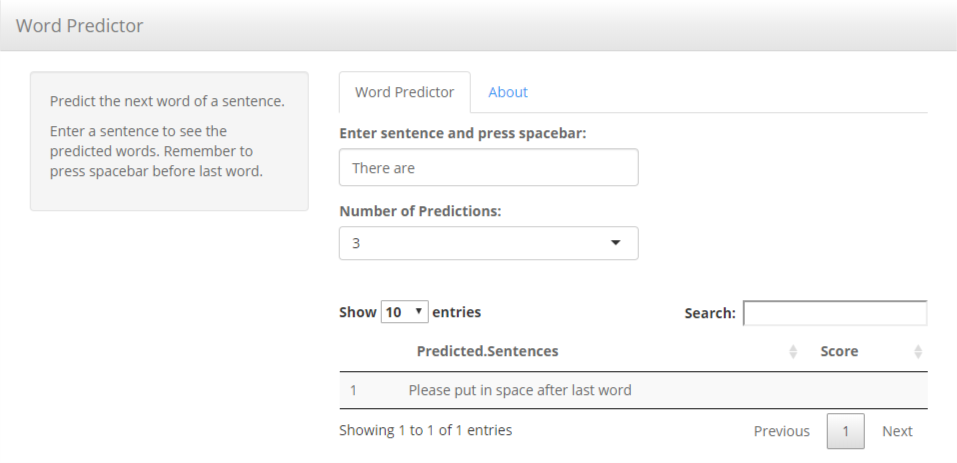 Word Predictor
Predict the next word of a sentence.
Enter a sentence to see the
predicted words. Remember to
press spacebar before last word.
Word Predictor About
Enter sentence and press spacebar:
There are
Number of Predictions:
3
Show 10 entries Search:
Predicted.Sentences Score
1 Please put in space after last word
Showing 1 to 1 of 1 entries Previous 1 Next